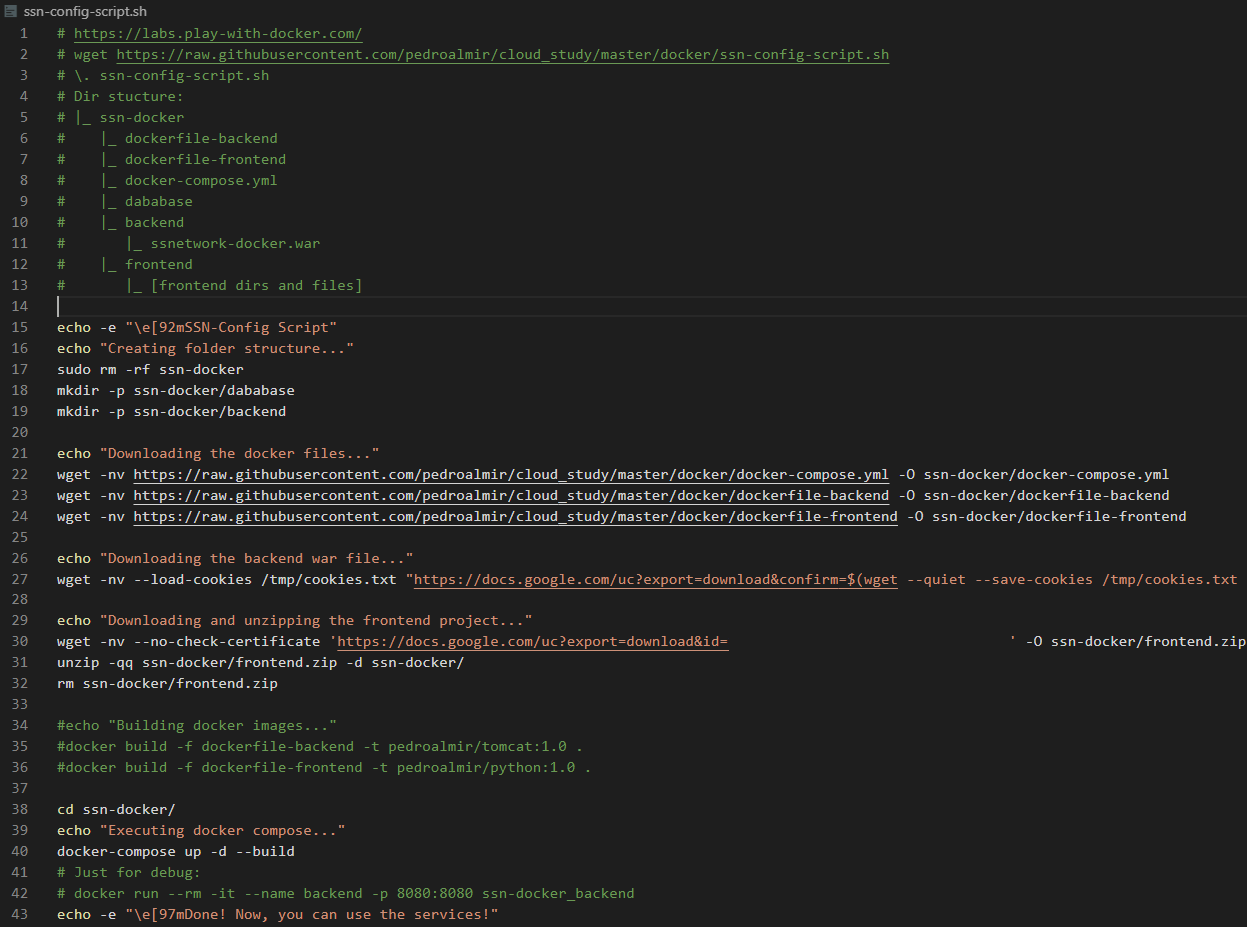 ssn-config-script.sh
1 # https://labs.play-with-docker.com/
2 # wget https://raw.githubusercontent.com/pedroalmir/cloud_study/master/docker/ssn-config-script.sh
3 # \. ssn-config-script.sh
4 # Dir stucture:
5 # |_ ssn-docker
6 #    |_ dockerfile-backend
7 #    |_ dockerfile-frontend
8 #    |_ docker-compose.yml
9 #    |_ dababase
10 #    |_ backend
11 #       |_ ssnetwork-docker.war
12 #    |_ frontend
13 #       |_ [frontend dirs and files]
14
15 echo -e "\e[92mSSN-Config Script"
16 echo "Creating folder structure..."
17 sudo rm -rf ssn-docker
18 mkdir -p ssn-docker/dababase
19 mkdir -p ssn-docker/backend
20
21 echo "Downloading the docker files..."
22 wget -nv https://raw.githubusercontent.com/pedroalmir/cloud_study/master/docker/docker-compose.yml -O ssn-docker/docker-compose.yml
23 wget -nv https://raw.githubusercontent.com/pedroalmir/cloud_study/master/docker/dockerfile-backend -O ssn-docker/dockerfile-backend
24 wget -nv https://raw.githubusercontent.com/pedroalmir/cloud_study/master/docker/dockerfile-frontend -O ssn-docker/dockerfile-frontend
25
26 echo "Downloading the backend war file..."
27 wget -nv --load-cookies /tmp/cookies.txt "https://docs.google.com/uc?export=download&confirm=$(wget --quiet --save-cookies /tmp/cookies.txt
28
29 echo "Downloading and unzipping the frontend project..."
30 wget -nv --no-check-certificate 'https://docs.google.com/uc?export=download&id= ' -O ssn-docker/frontend.zip
31 unzip -qq ssn-docker/frontend.zip -d ssn-docker/
32 rm ssn-docker/frontend.zip
33
34 #echo "Building docker images..."
35 #docker build -f dockerfile-backend -t pedroalmir/tomcat:1.0 .
36 #docker build -f dockerfile-frontend -t pedroalmir/python:1.0 .
37
38 cd ssn-docker/
39 echo "Executing docker compose..."
40 docker-compose up -d --build
41 # Just for debug:
42 # docker run --rm -it --name backend -p 8080:8080 ssn-docker_backend
43 echo -e "\e[97mDone! Now, you can use the services!"